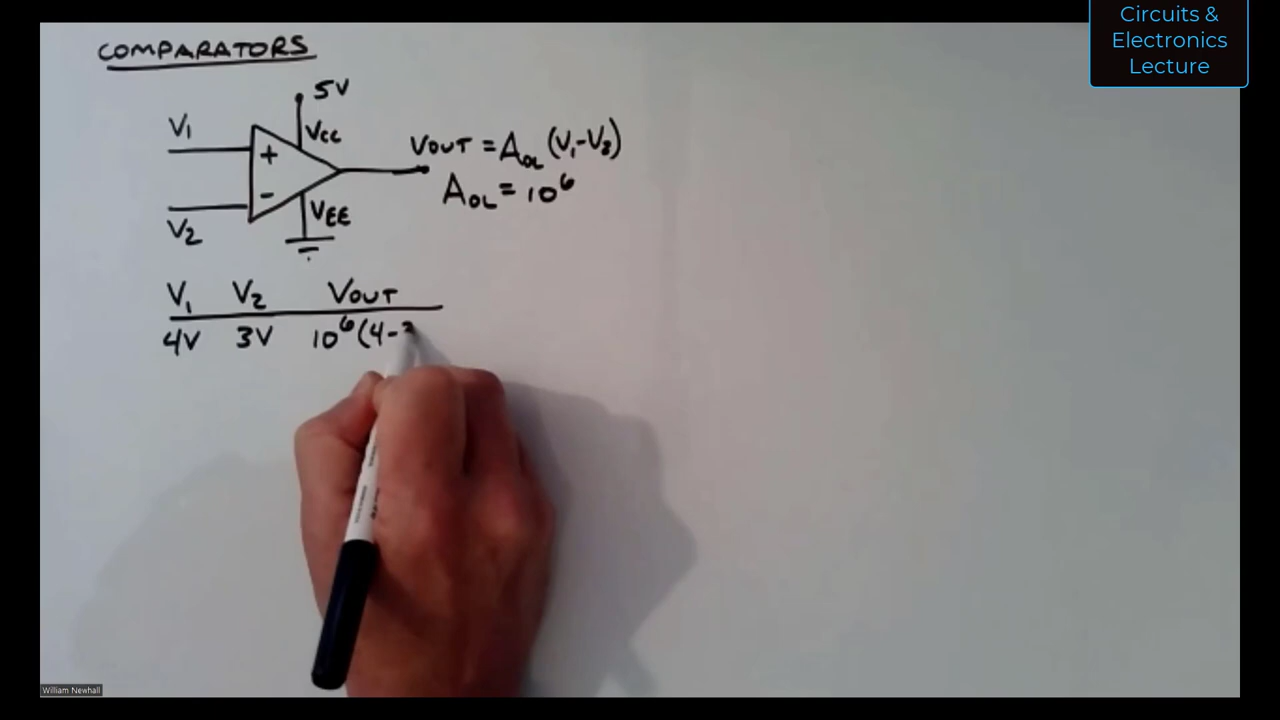 Circuits &
Electronics
Lecture
COMPARATORS
5V
V1
VCC
+
-
VOUT = AOL (V1-V2)
AOL = 10^6
VEE
V2
V1 V2 VOUT
4V 3V 10^6(4-
William Newhall